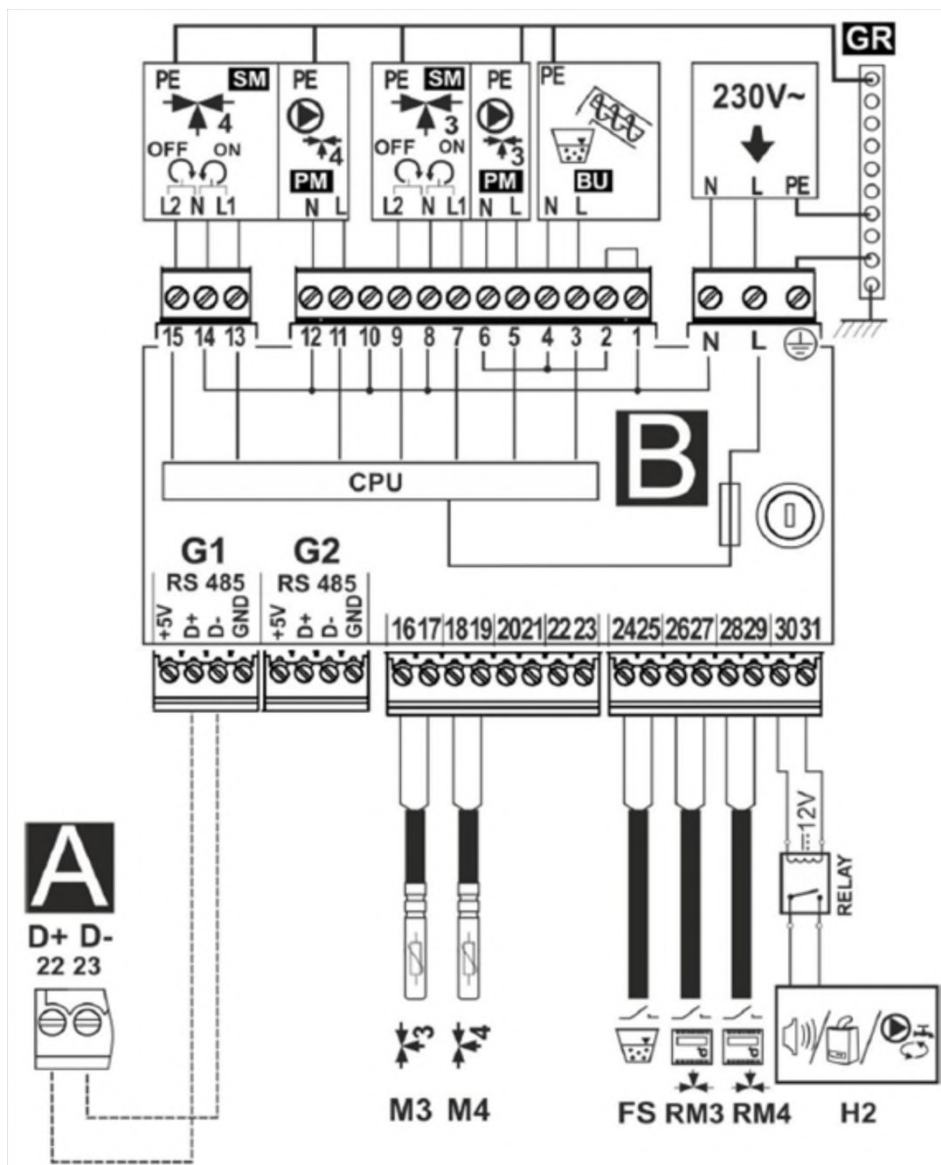 GR
PE SM PE PE SM PE PE
230V~
4 3
OFF ON 4 OFF ON 3
PM PM BU
L2 N L1 N L L2 N L1 N L N L N L PE
15 14 13 12 11 10 9 8 7 6 5 4 3 2 1 N L
B
CPU
G1 G2
RS 485 RS 485
+5V D+ D- GND +5V D+ D- GND 16 17 18 19 20 21 22 23 24 25 26 27 28 29 30 31
12V
A
RELAY
D+ D-
22 23
3 4
M3 M4 FS RM3 RM4 H2